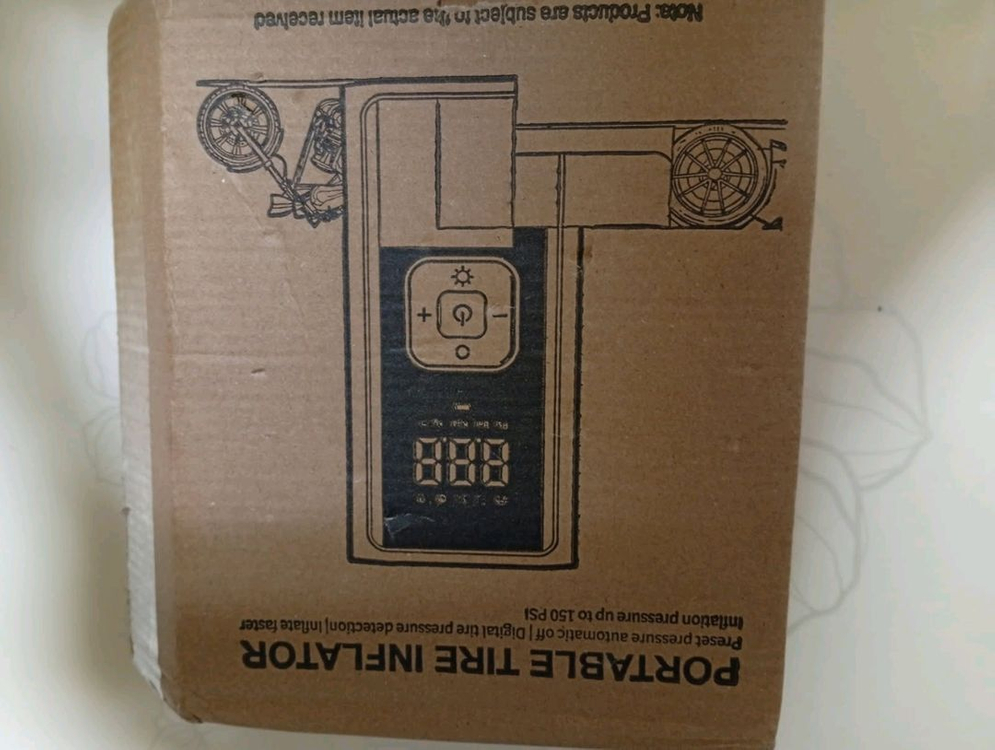 PORTABLE TIRE INFLATOR
Preset pressure automatic off | Digital tire pressure detection| Inflate faster
Inflation pressure up to 150 PSI
888
Note: Products are subject to the actual item received